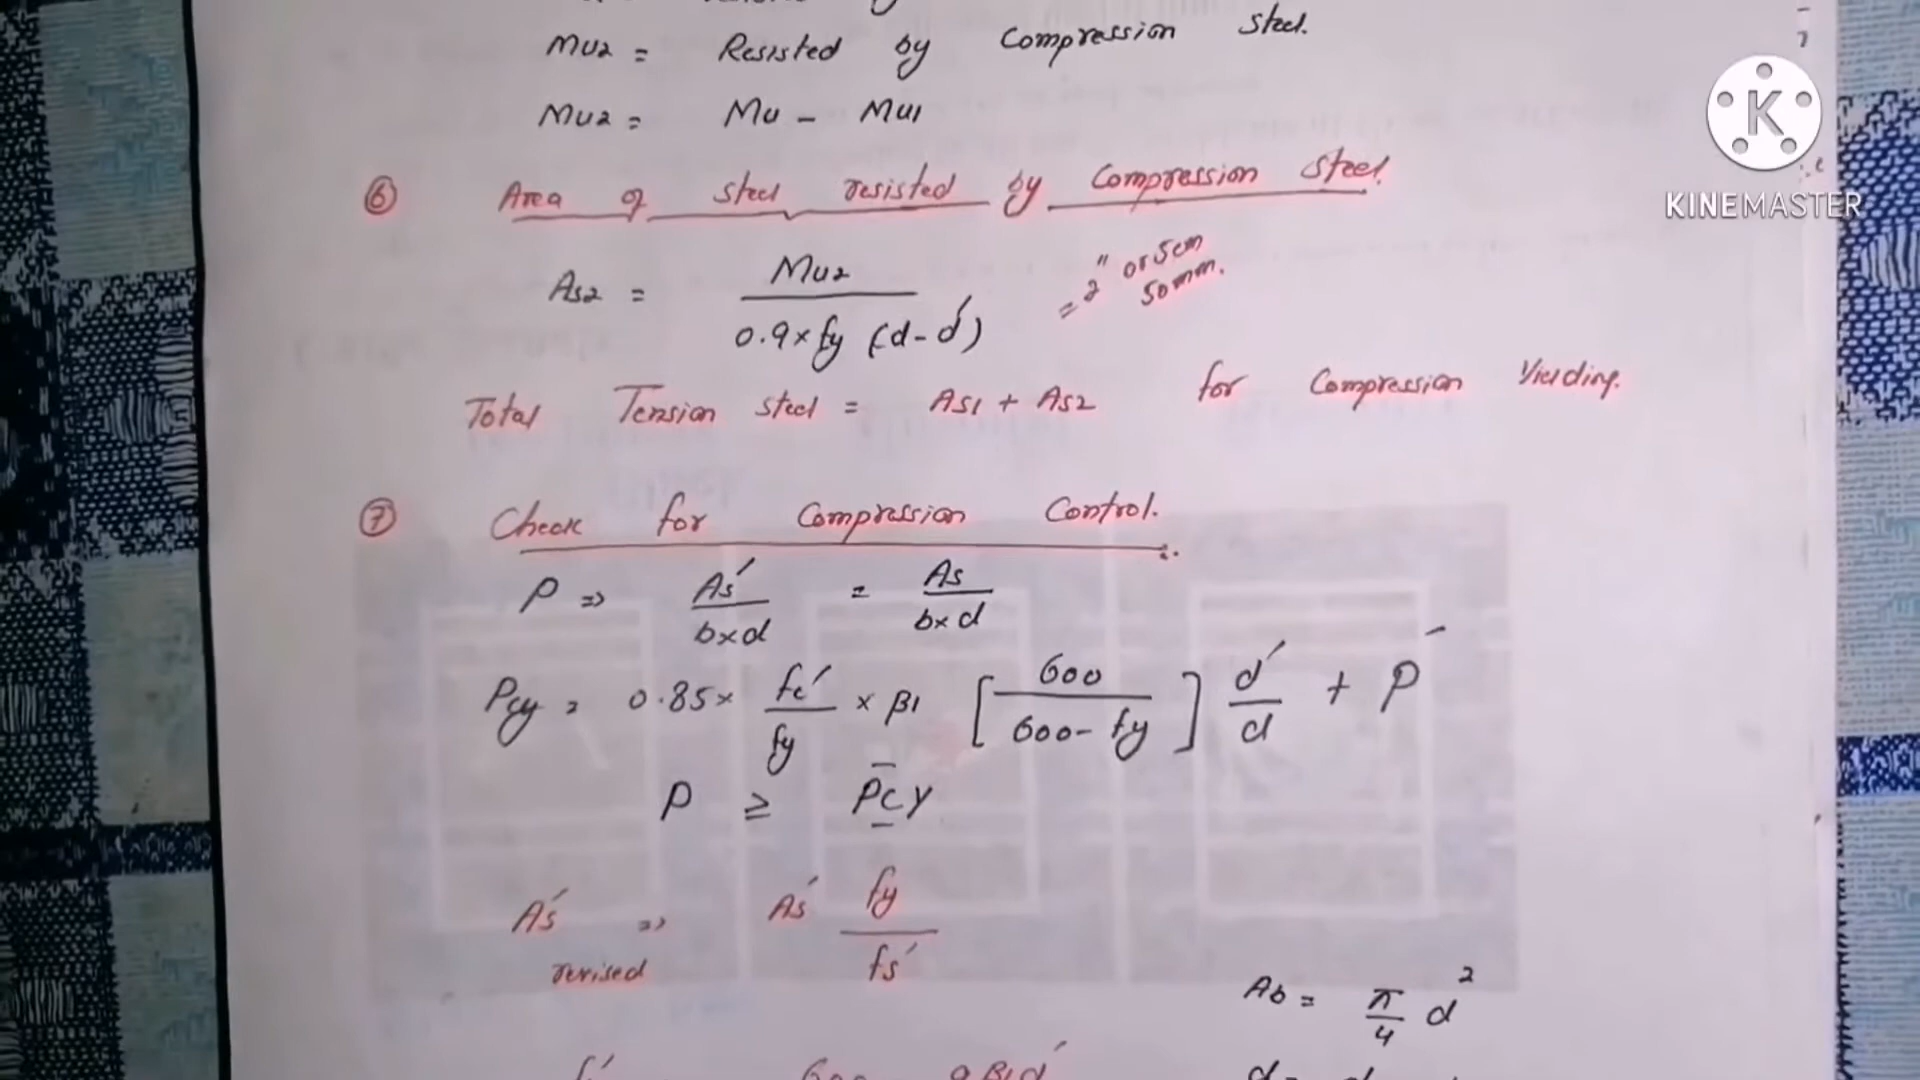 Mu2 = Resisted by Compression Steel.
Mu2 = Mu - Mu1
K
KINEMASTER
⑥ Area of steel resisted by Compression Steel.
As2 = Mu2 / 0.9 x fy (d - d') = 2" or 5cm 50mm.
Total Tension steel = As1 + As2 for Compression Yielding.
⑦ Check for Compression Control.
ρ => As' / b x d = As / b x d
ρcy = 0.85 x fc' / fy x β1 [ 600 / 600 - fy ] d' / d + ρ'
ρ ≥ ρ̄cy
As' revised => As' fy / fs'
Ab = π / 4 d²